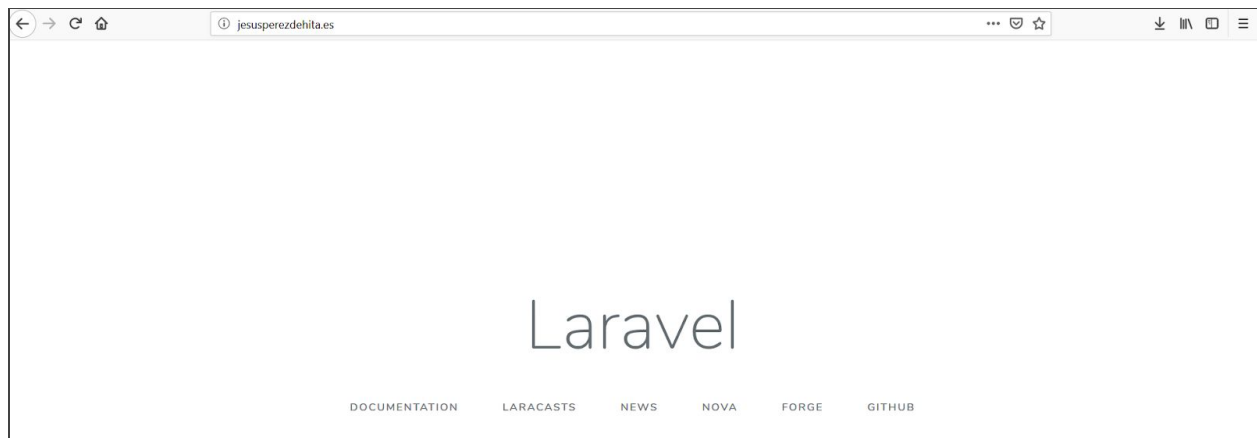 jesusperezdehita.es
Laravel
DOCUMENTATION LARACASTS NEWS NOVA FORGE GITHUB